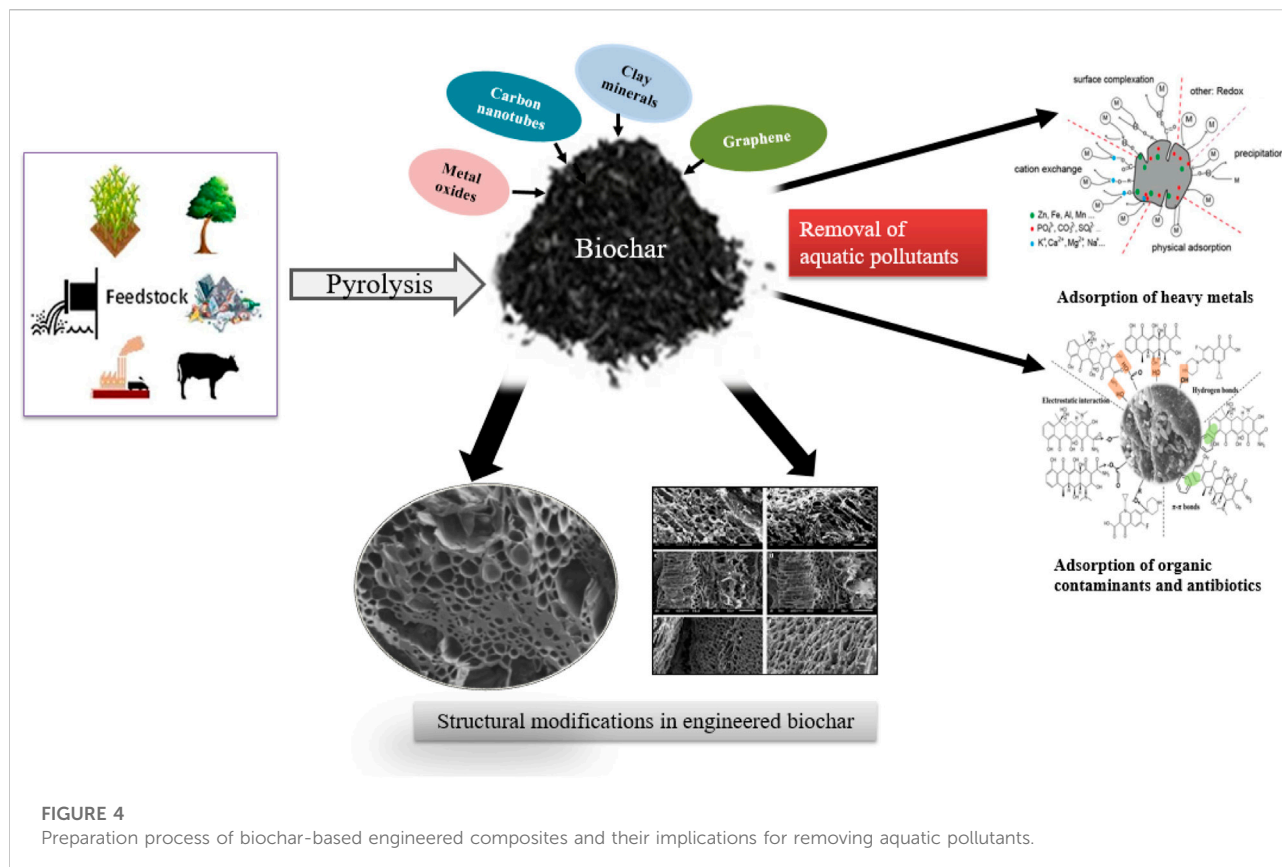 Clay
minerals
Carbon
nanotubes
Graphene
Metal
oxides
Biochar
Feedstock
Pyrolysis
Removal of
aquatic pollutants
surface complexation
other: Redox
precipitation
cation exchange
physical adsorption
Zn, Fe, Al, Mn ...
K⁺, Ca²⁺, Mg²⁺, Na⁺...
Adsorption of heavy metals
Hydrogen bonds
Electrostatic interaction
π-π bonds
Adsorption of organic
contaminants and antibiotics
Structural modifications in engineered biochar
FIGURE 4
Preparation process of biochar-based engineered composites and their implications for removing aquatic pollutants.